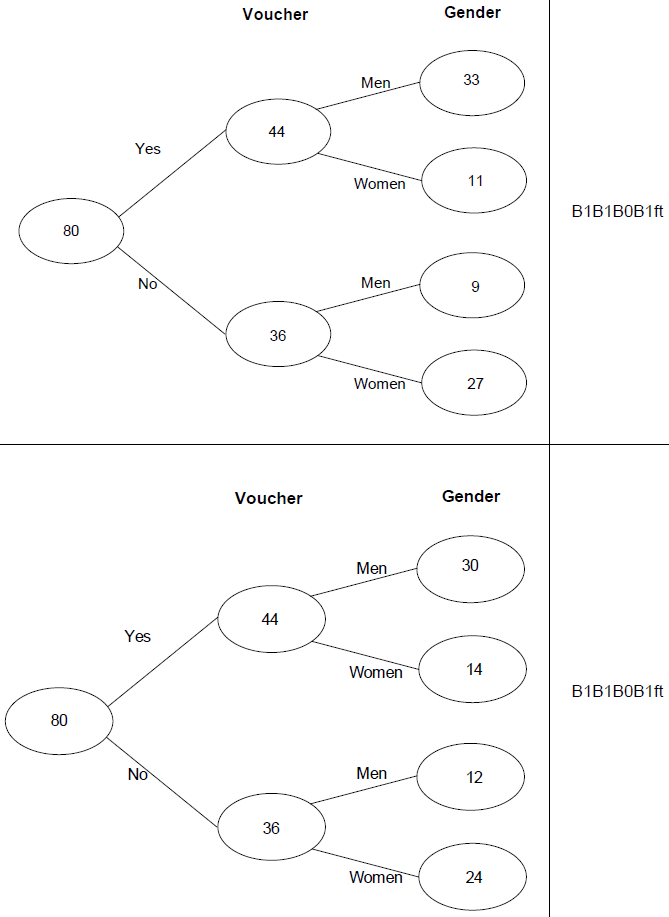 Voucher Gender
Men 33
44
Yes
Women 11
B1B1B0B1ft
80
No
Men 9
36
Women 27
Voucher Gender
Men 30
44
Yes
Women 14
B1B1B0B1ft
80
No
Men 12
36
Women 24